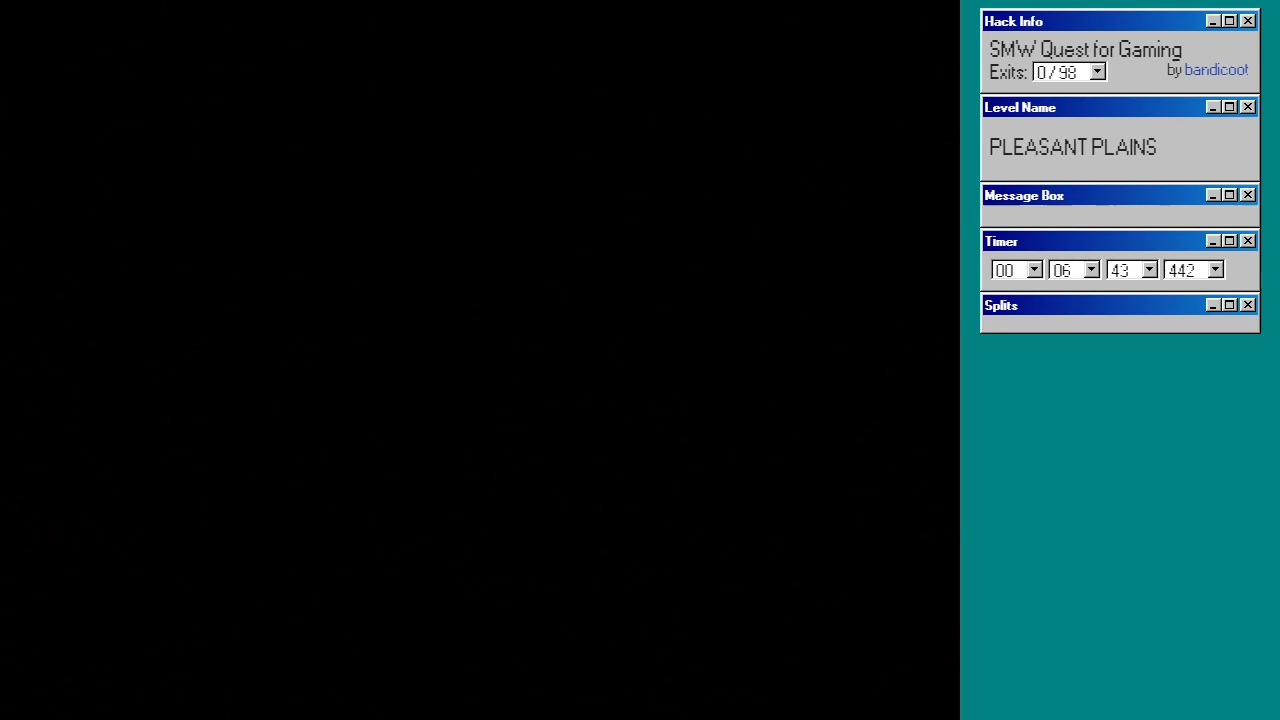 Hack Info
SMW Quest for Gaming
Exits: 0 / 98
by bandicoot
Level Name
PLEASANT PLAINS
Message Box
Timer
00 06 43 442
Splits